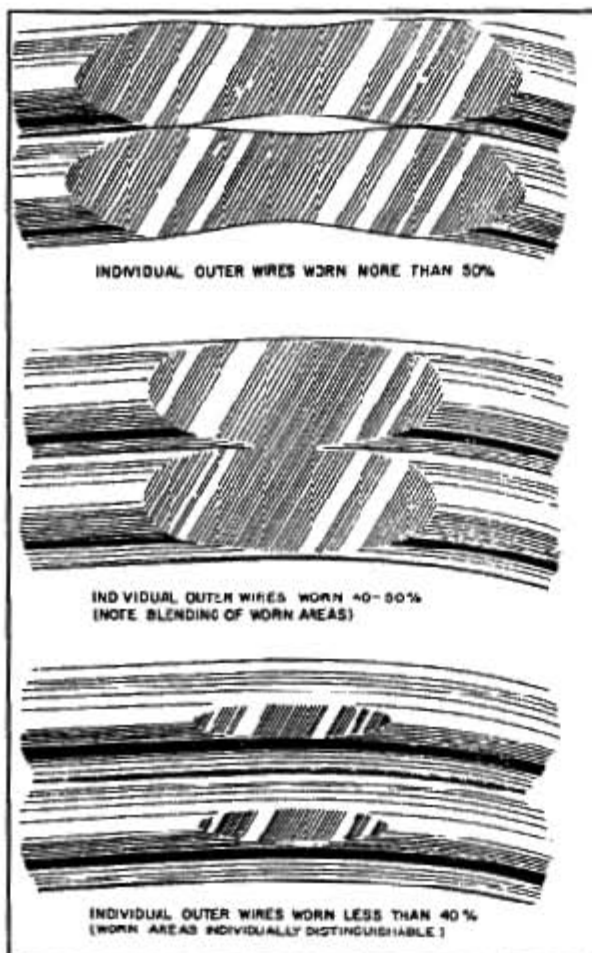 INDIVIDUAL OUTER WIRES WORN MORE THAN 50%
INDIVIDUAL OUTER WIRES WORN 40-50%
(NOTE BLENDING OF WORN AREAS)
INDIVIDUAL OUTER WIRES WORN LESS THAN 40%
(WORN AREAS INDIVIDUALLY DISTINGUISHABLE)